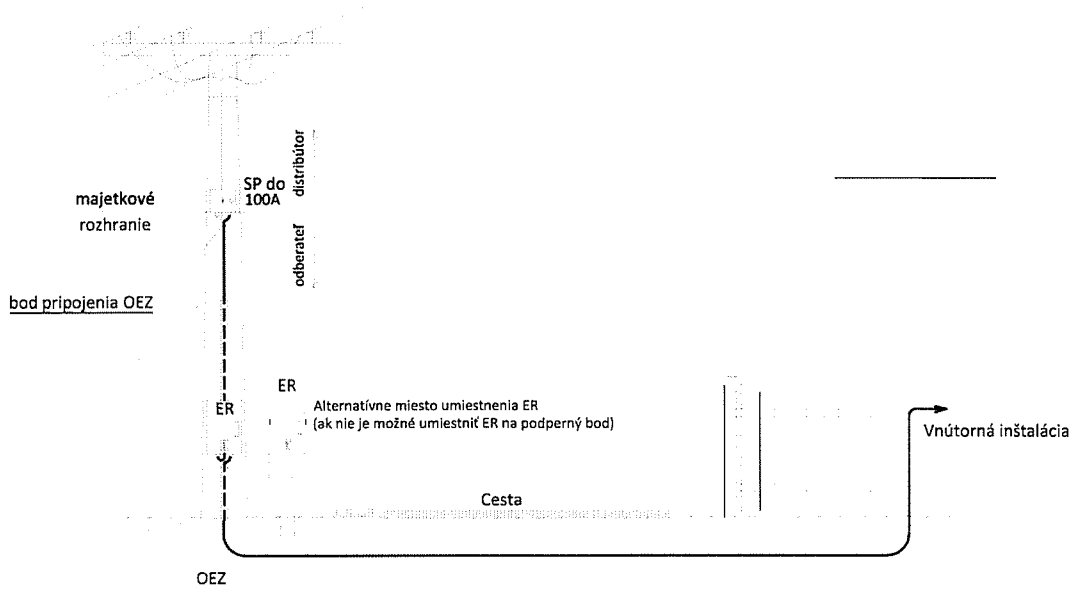 distribútor
SP do
100A
majetkové
rozhranie
odberateľ
bod pripojenia OEZ
ER
ER
Alternatívne miesto umiestnenia ER
(ak nie je možné umiestniť ER na podperný bod)
Vnútorná inštalácia
Cesta
OEZ